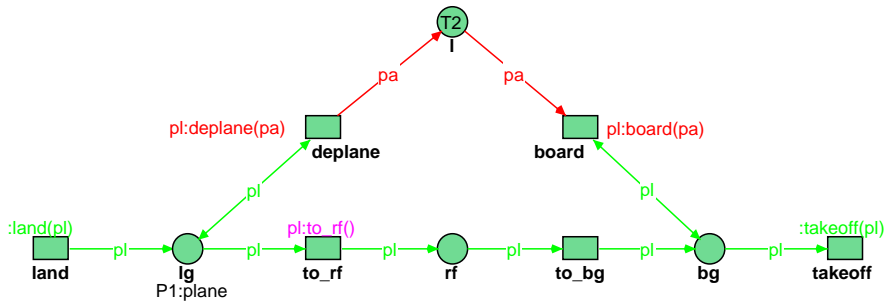 T2
l
pa
pa
pl:deplane(pa)
pl:board(pa)
deplane
board
pl
pl
:land(pl)
pl:to_rf()
:takeoff(pl)
pl
pl
pl
pl
pl
pl
land
lg
to_rf
rf
to_bg
bg
takeoff
P1:plane